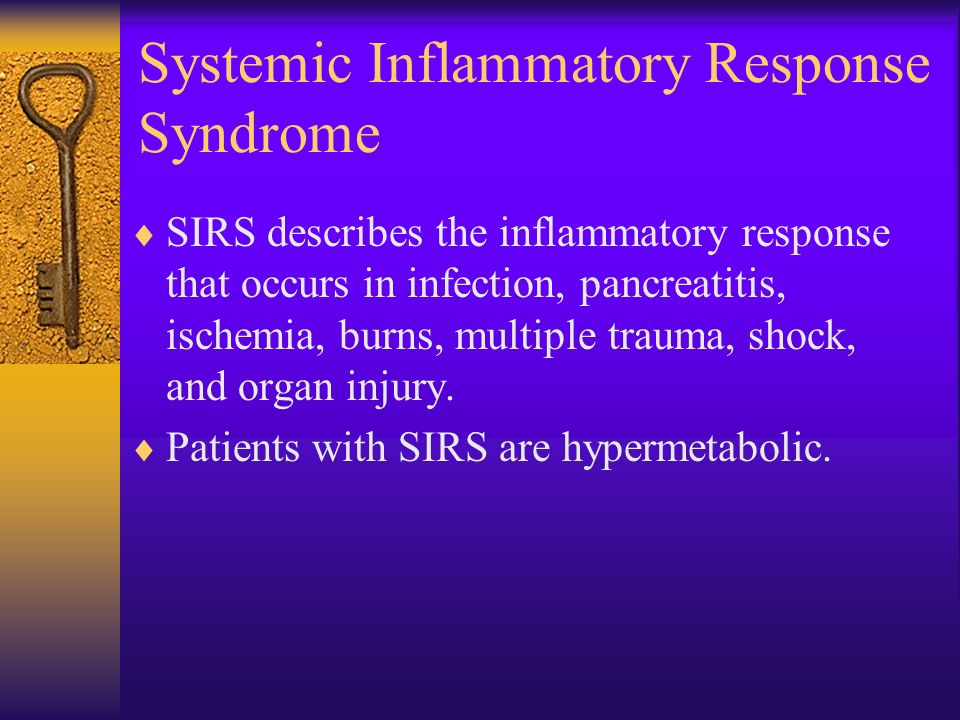 Systemic Inflammatory Response
Syndrome
♦ SIRS describes the inflammatory response
that occurs in infection, pancreatitis,
ischemia, burns, multiple trauma, shock,
and organ injury.
♦ Patients with SIRS are hypermetabolic.